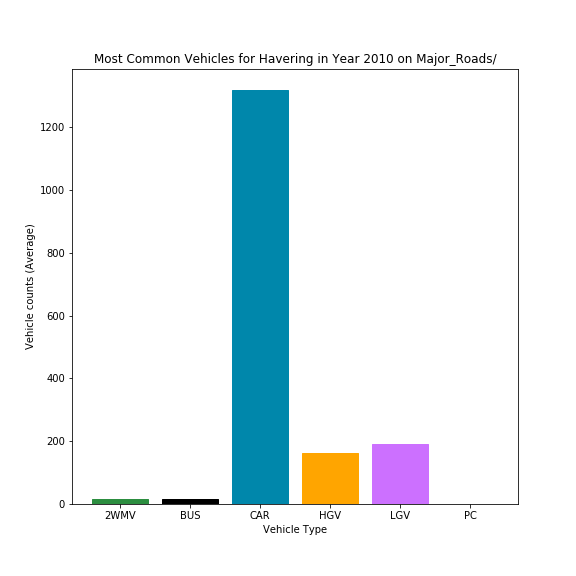 Most Common Vehicles for Havering in Year 2010 on Major_Roads/
1200
1000
800
600
400
200
0
Vehicle counts (Average)
2WMV BUS CAR HGV LGV PC
Vehicle Type